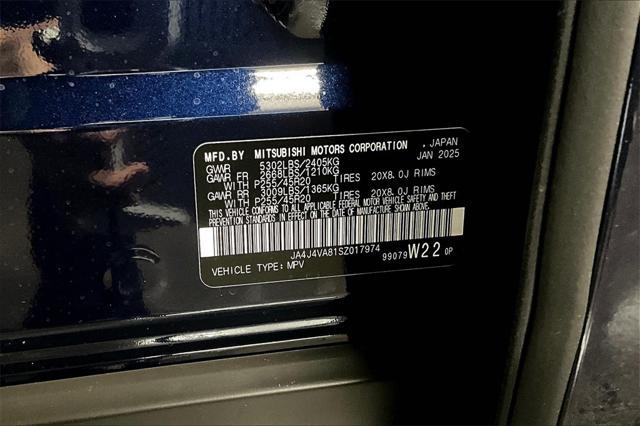 MFD.BY MITSUBISHI MOTORS CORPORATION , JAPAN
GVWR 5302LBS/2405KG JAN 2025
GAWR FR 2668LBS/1210KG
WITH P255/45R20 TIRES 20X8.0J RIMS
GAWR RR 3009LBS/1365KG
WITH P255/45R20 TIRES 20X8.0J RIMS
THIS VEHICLE CONFORMS TO ALL APPLICABLE FEDERAL MOTOR VEHICLE SAFETY AND THEFT
PREVENTION STANDARDS IN EFFECT ON THE DATE OF MANUFACTURE SHOWN ABOVE.
JA4J4VA81SZ017974
VEHICLE TYPE:MPV 99079 W22 0P